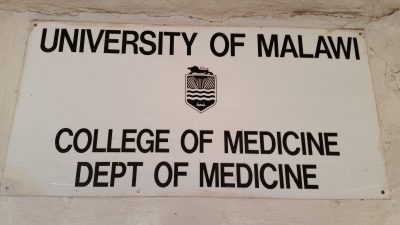 UNIVERSITY OF MALAWI
COLLEGE OF MEDICINE
DEPT OF MEDICINE